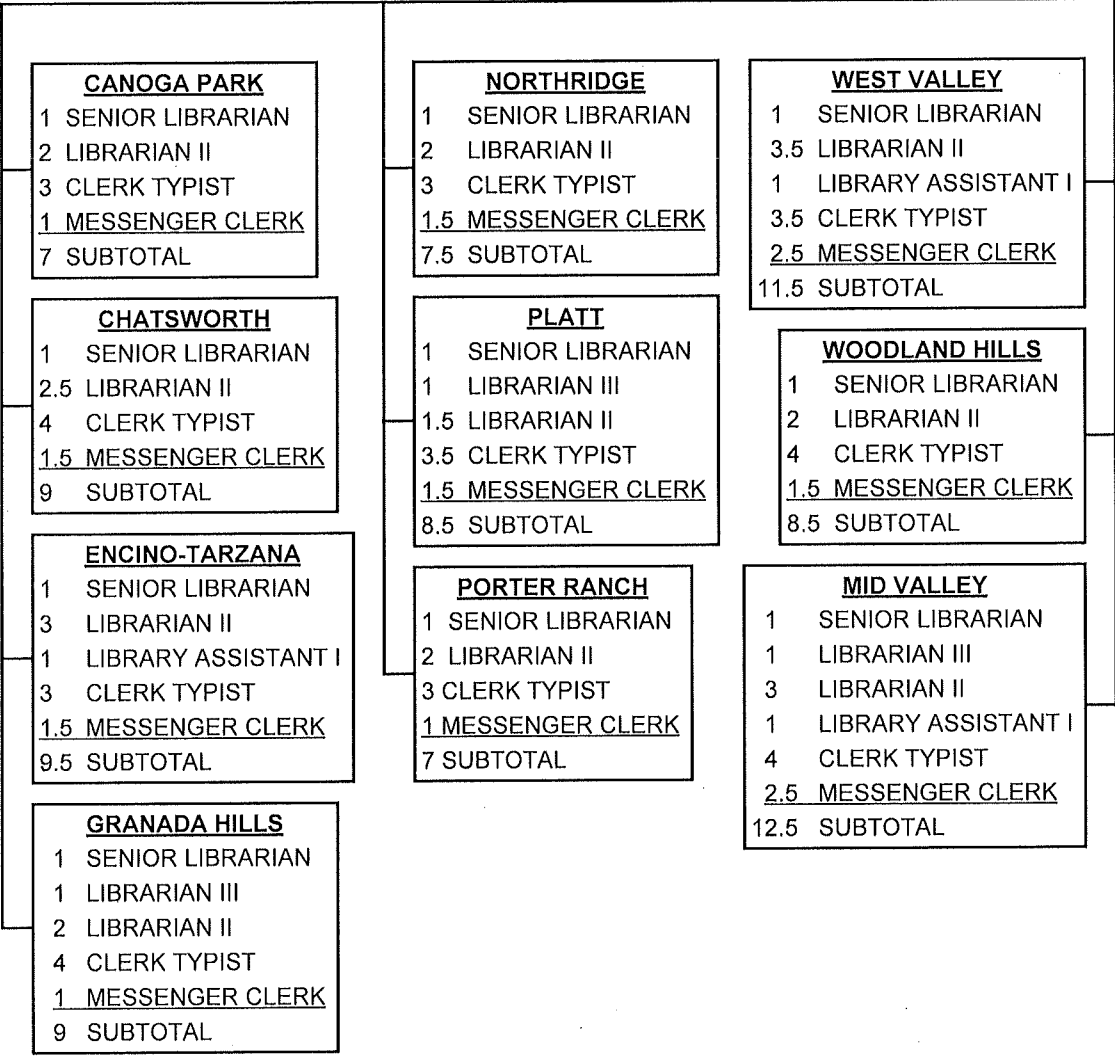 CANOGA PARK
1 SENIOR LIBRARIAN
2 LIBRARIAN II
3 CLERK TYPIST
1 MESSENGER CLERK
7 SUBTOTAL
CHATSWORTH
1 SENIOR LIBRARIAN
2.5 LIBRARIAN II
4 CLERK TYPIST
1.5 MESSENGER CLERK
9 SUBTOTAL
ENCINO-TARZANA
1 SENIOR LIBRARIAN
3 LIBRARIAN II
1 LIBRARY ASSISTANT I
3 CLERK TYPIST
1.5 MESSENGER CLERK
9.5 SUBTOTAL
GRANADA HILLS
1 SENIOR LIBRARIAN
1 LIBRARIAN III
2 LIBRARIAN II
4 CLERK TYPIST
1 MESSENGER CLERK
9 SUBTOTAL
NORTHRIDGE
1 SENIOR LIBRARIAN
2 LIBRARIAN II
3 CLERK TYPIST
1.5 MESSENGER CLERK
7.5 SUBTOTAL
PLATT
1 SENIOR LIBRARIAN
1 LIBRARIAN III
1.5 LIBRARIAN II
3.5 CLERK TYPIST
1.5 MESSENGER CLERK
8.5 SUBTOTAL
PORTER RANCH
1 SENIOR LIBRARIAN
2 LIBRARIAN II
3 CLERK TYPIST
1 MESSENGER CLERK
7 SUBTOTAL
WEST VALLEY
1 SENIOR LIBRARIAN
3.5 LIBRARIAN II
1 LIBRARY ASSISTANT I
3.5 CLERK TYPIST
2.5 MESSENGER CLERK
11.5 SUBTOTAL
WOODLAND HILLS
1 SENIOR LIBRARIAN
2 LIBRARIAN II
4 CLERK TYPIST
1.5 MESSENGER CLERK
8.5 SUBTOTAL
MID VALLEY
1 SENIOR LIBRARIAN
1 LIBRARIAN III
3 LIBRARIAN II
1 LIBRARY ASSISTANT I
4 CLERK TYPIST
2.5 MESSENGER CLERK
12.5 SUBTOTAL